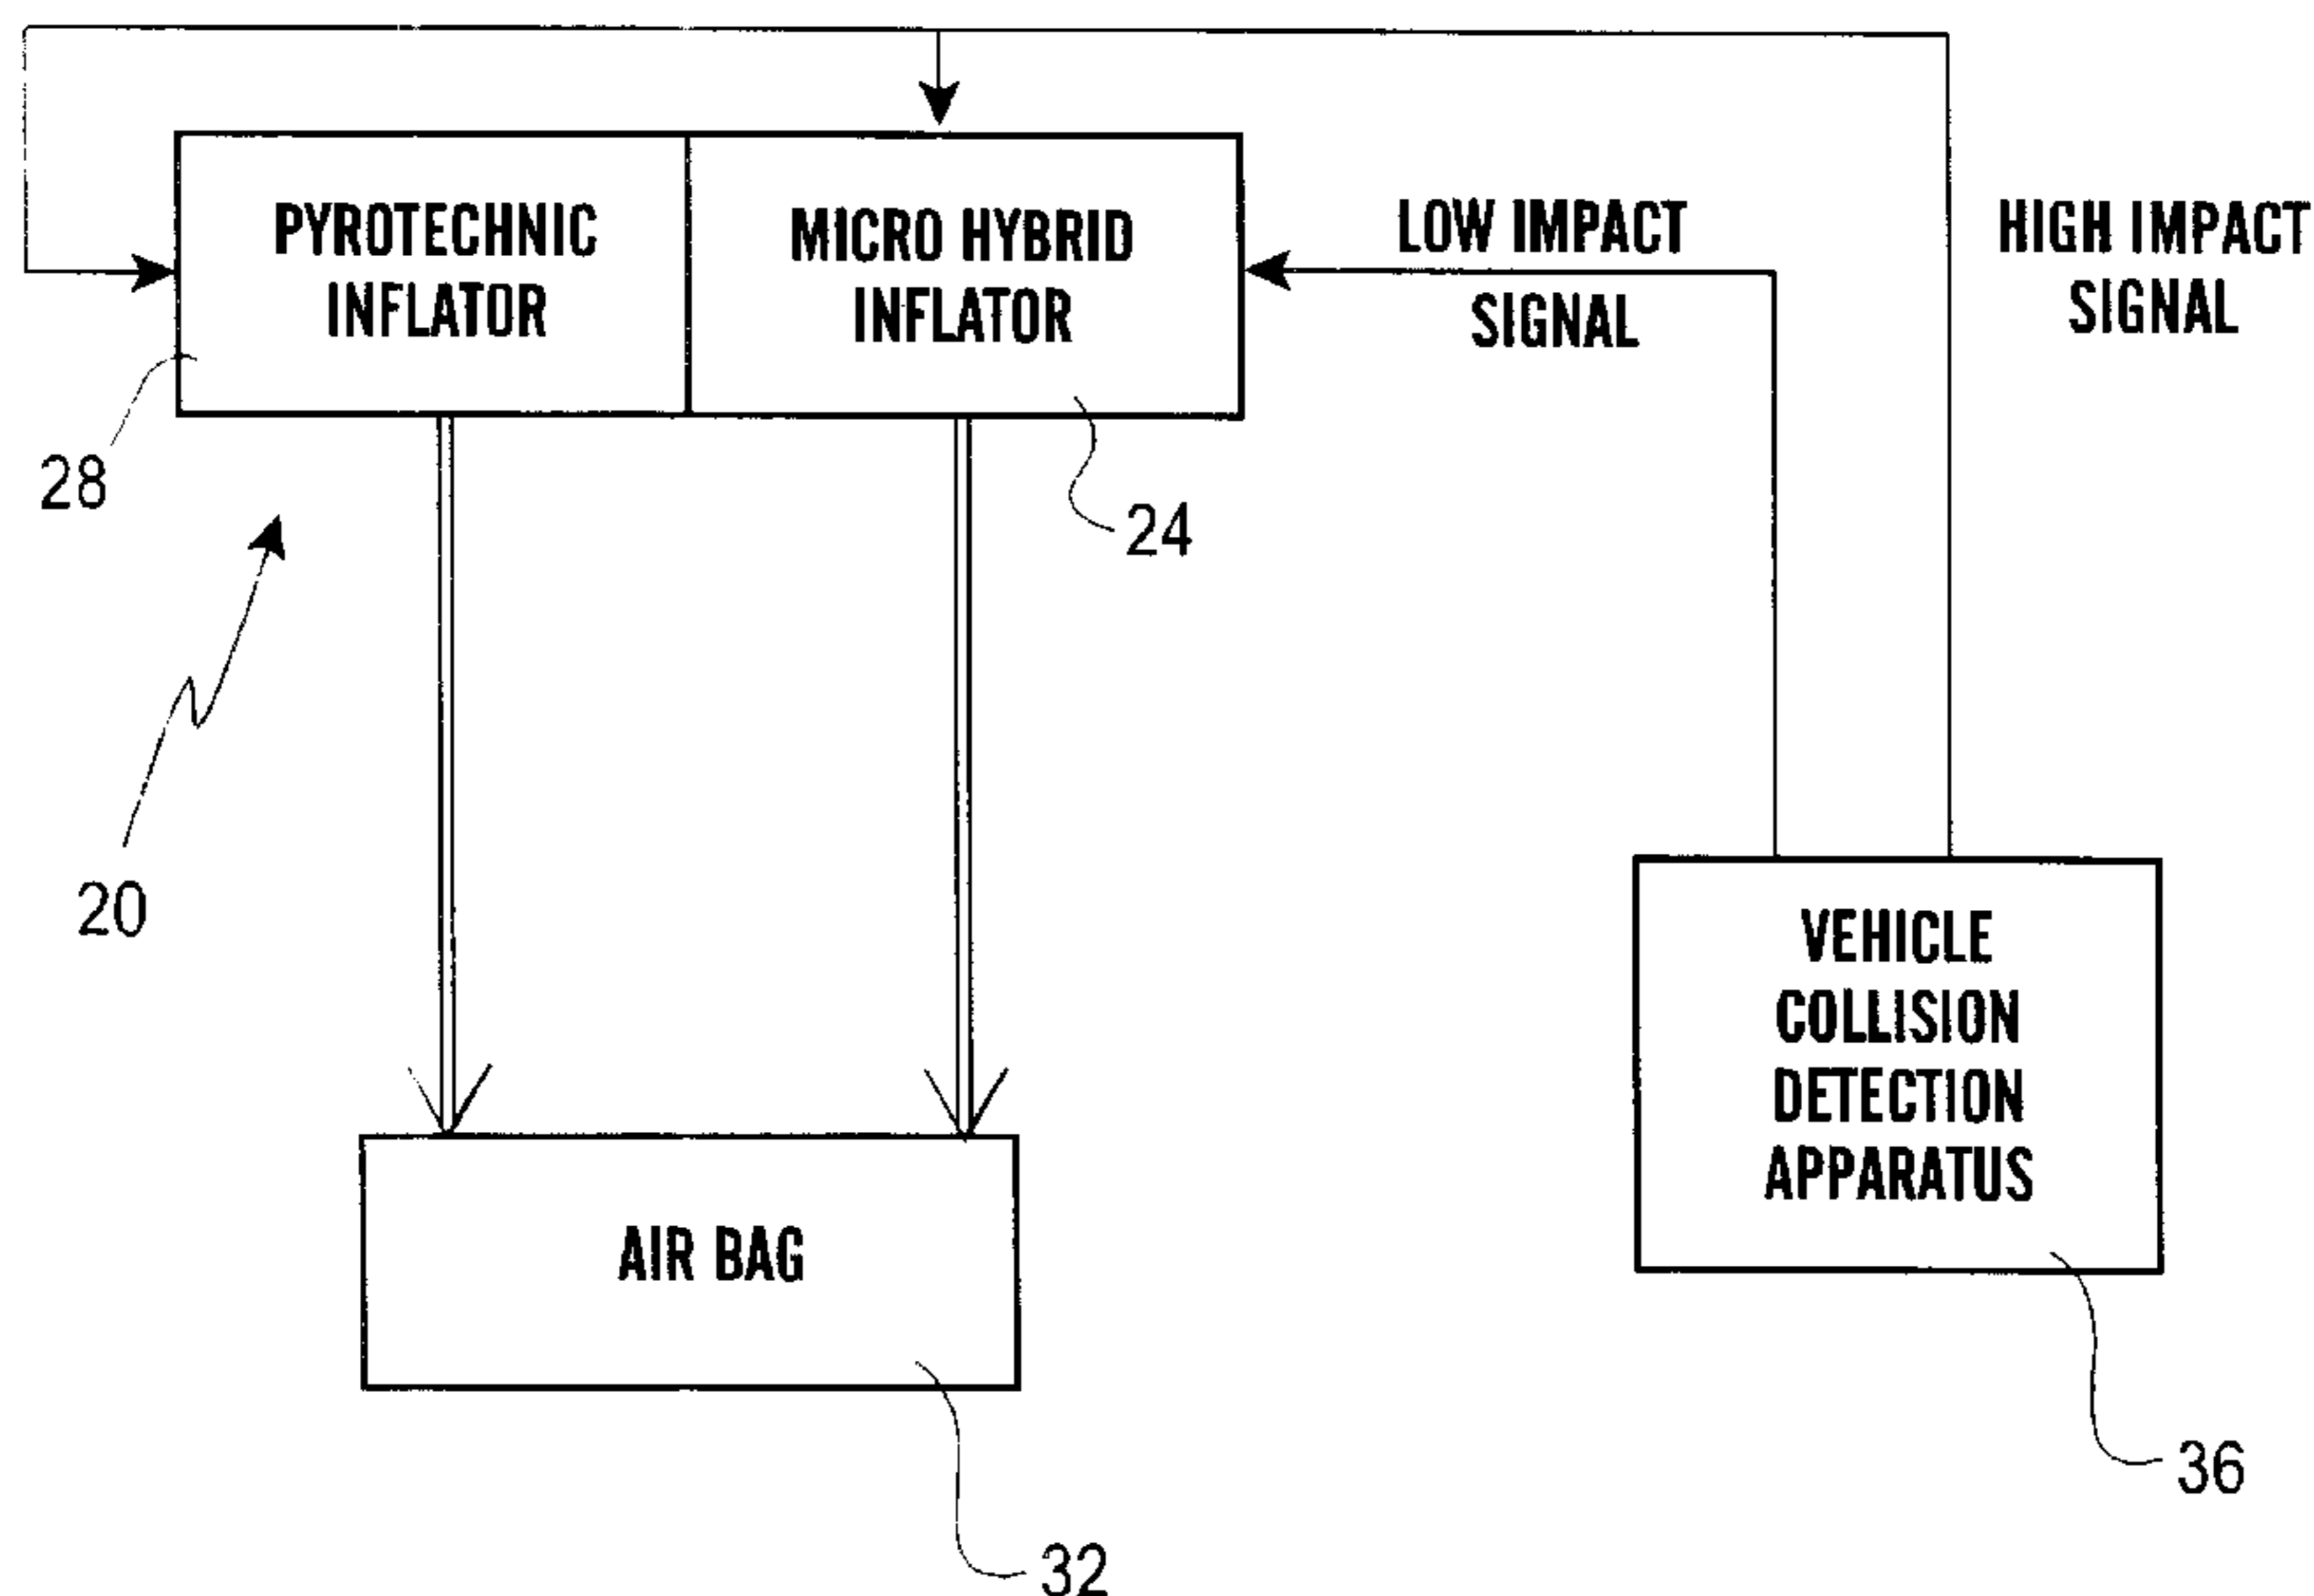 PYROTECHNIC
INFLATOR
MICRO HYBRID
INFLATOR
LOW IMPACT
SIGNAL
HIGH IMPACT
SIGNAL
28
24
20
VEHICLE
COLLISION
DETECTION
APPARATUS
AIR BAG
36
32